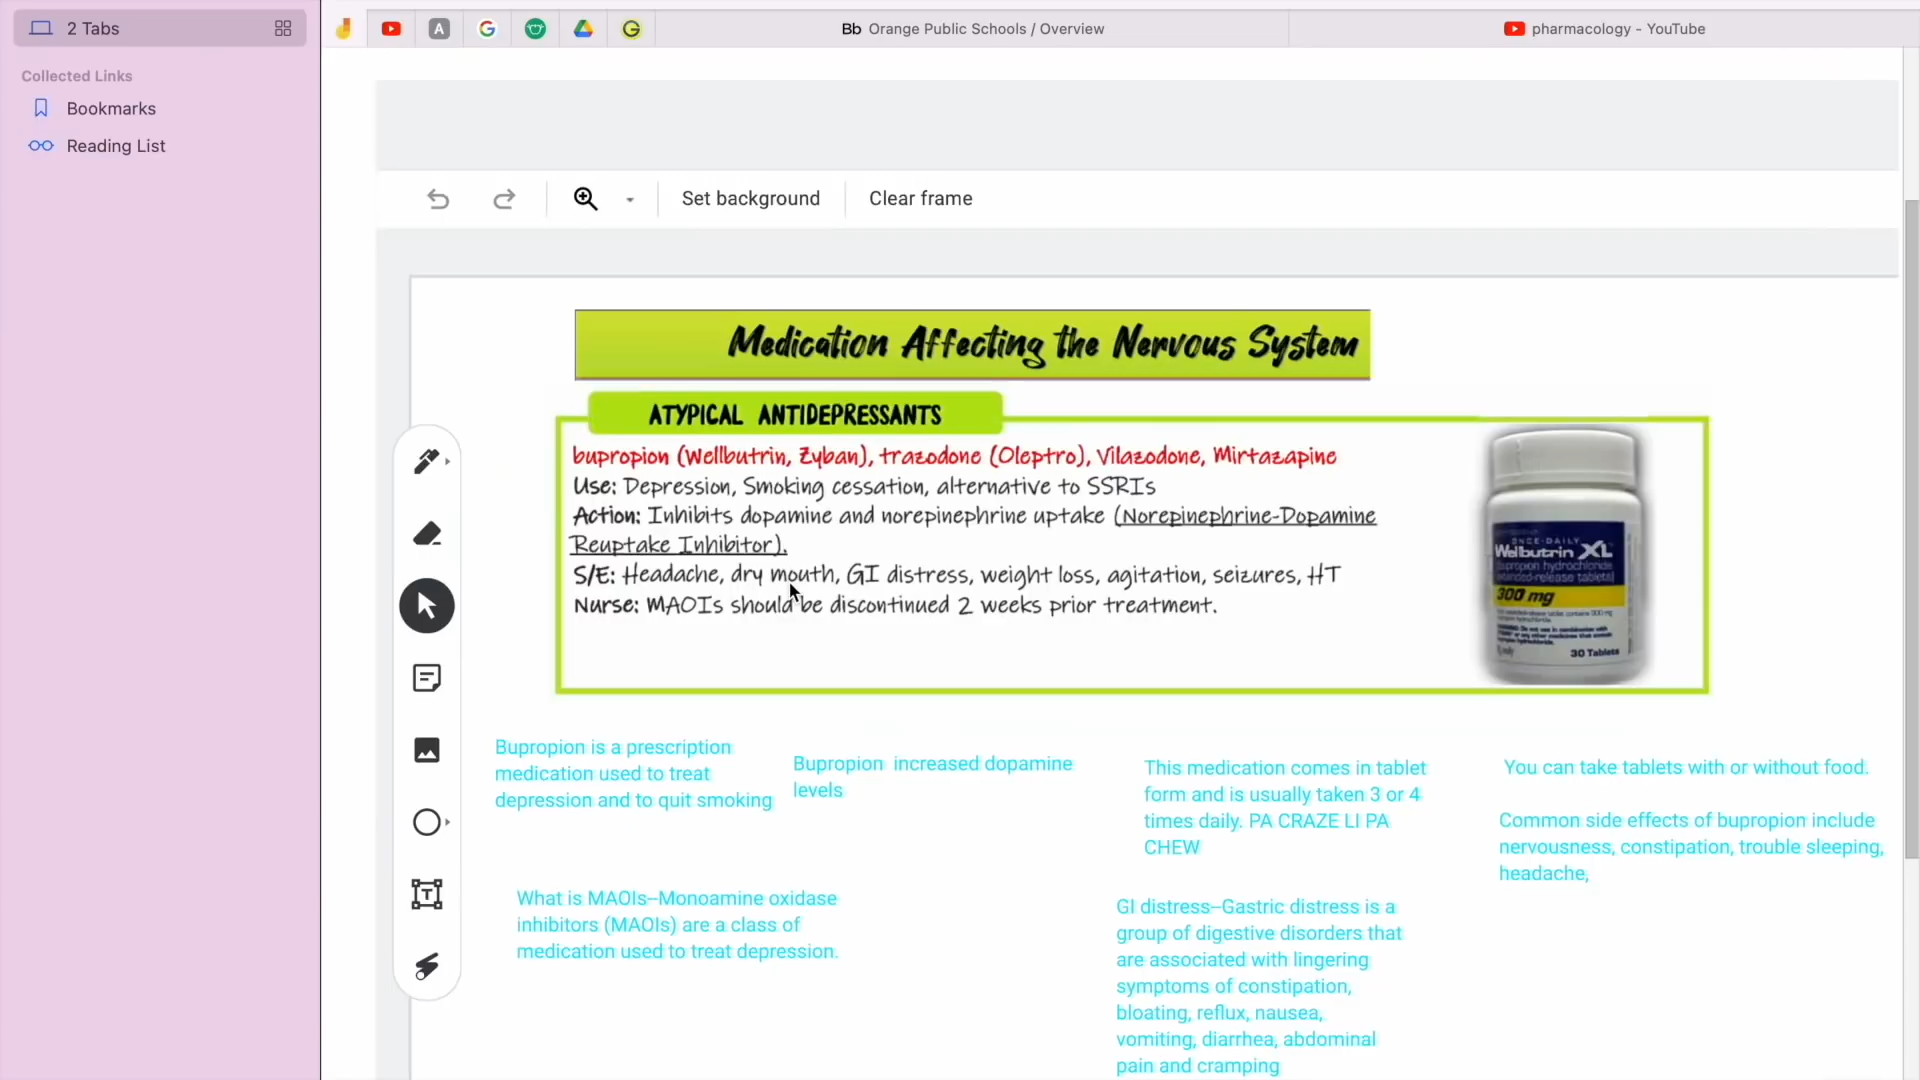 2 Tabs
Collected Links
Bookmarks
Reading List
Bb Orange Public Schools / Overview
pharmacology - YouTube
Set background
Clear frame
Medication Affecting the Nervous System
ATYPICAL ANTIDEPRESSANTS
bupropion (Wellbutrin, Zyban), trazodone (Oleptro), Vilazodone, Mirtazapine
Use: Depression, Smoking cessation, alternative to SSRIs
Action: Inhibits dopamine and norepinephrine uptake (Norepinephrine-Dopamine
Reuptake Inhibitor).
S/E: Headache, dry mouth, GI distress, weight loss, agitation, seizures, HT
Nurse: MAOIs should be discontinued 2 weeks prior treatment.
ONCE-DAILY
Wellbutrin XL
(bupropion hydrochloride
extended-release tablets)
300 mg
30 Tablets
Bupropion is a prescription
medication used to treat
depression and to quit smoking
Bupropion increased dopamine
levels
This medication comes in tablet
form and is usually taken 3 or 4
times daily. PA CRAZE LI PA
CHEW
You can take tablets with or without food.
Common side effects of bupropion include
nervousness, constipation, trouble sleeping,
headache,
What is MAOIs–Monoamine oxidase
inhibitors (MAOIs) are a class of
medication used to treat depression.
GI distress–Gastric distress is a
group of digestive disorders that
are associated with lingering
symptoms of constipation,
bloating, reflux, nausea,
vomiting, diarrhea, abdominal
pain and cramping